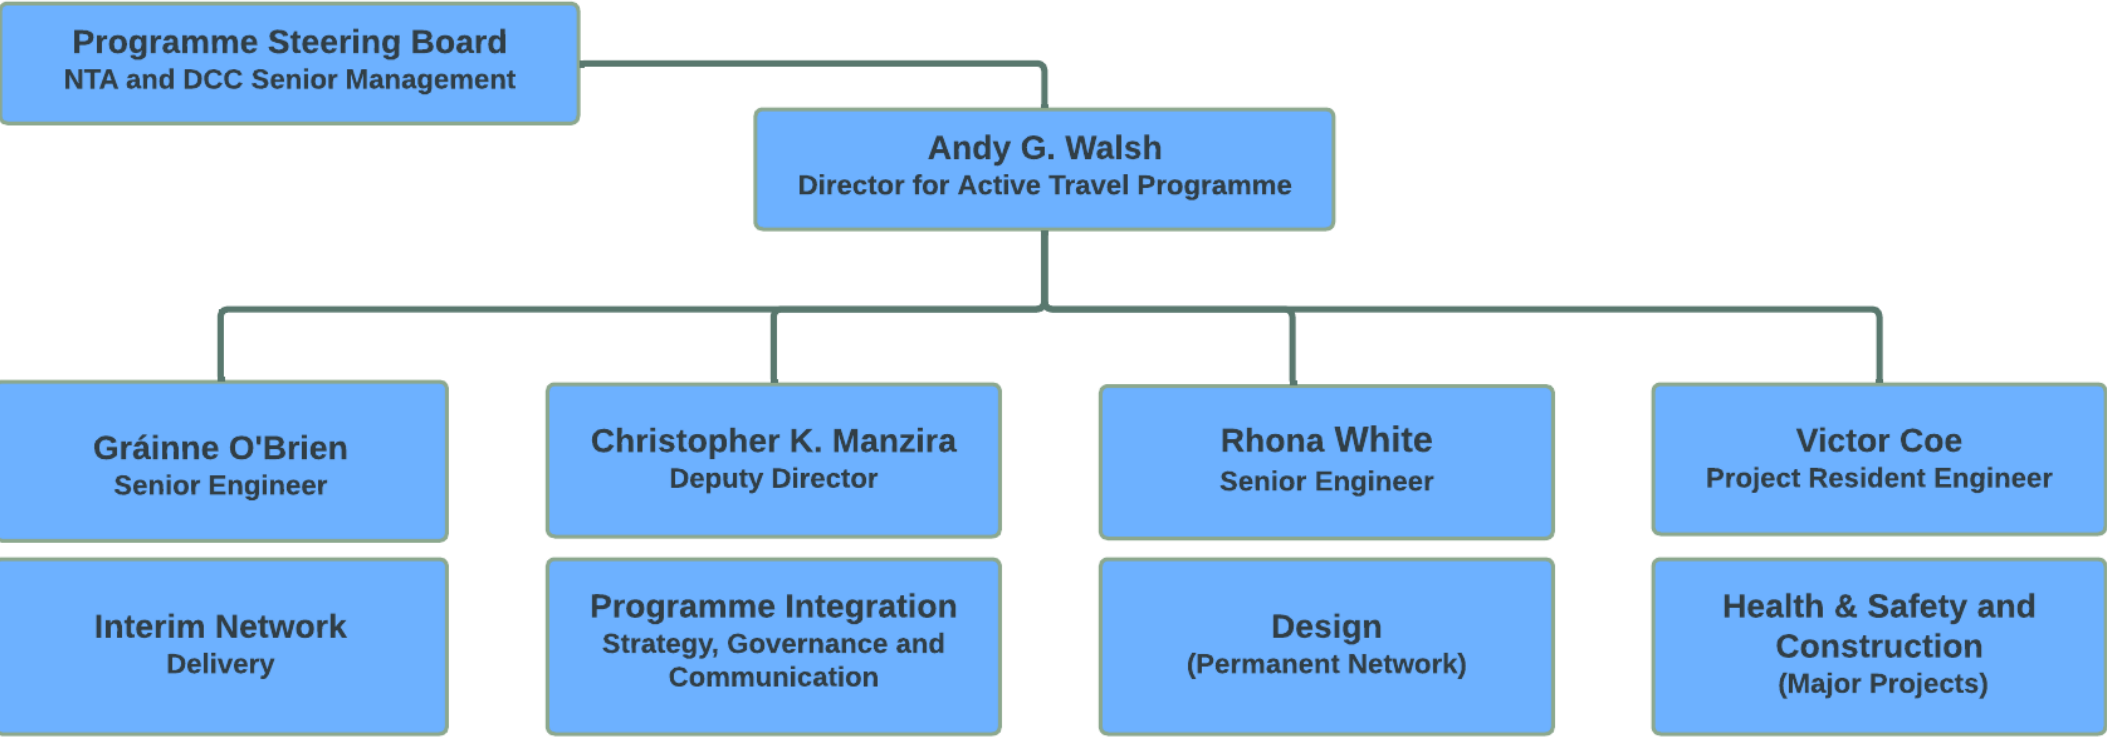 Programme Steering Board
NTA and DCC Senior Management
Andy G. Walsh
Director for Active Travel Programme
Gráinne O'Brien
Senior Engineer
Christopher K. Manzira
Deputy Director
Rhona White
Senior Engineer
Victor Coe
Project Resident Engineer
Interim Network
Delivery
Programme Integration
Strategy, Governance and
Communication
Design
(Permanent Network)
Health & Safety and
Construction
(Major Projects)